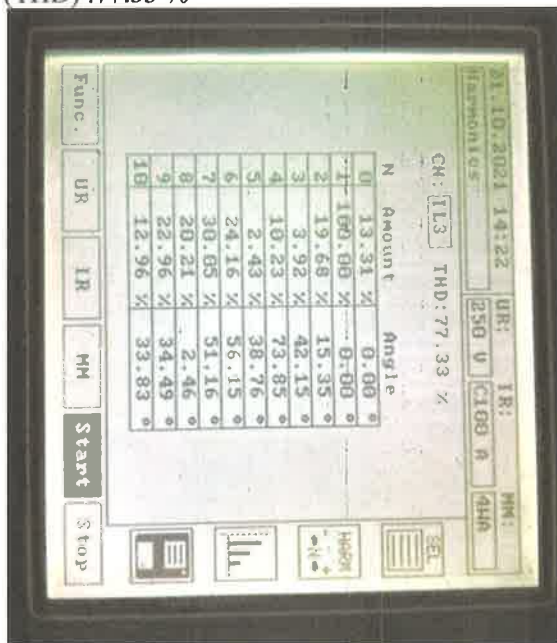 (THD) :77.33 %
21.10.2021 14:22 UR: IR: MM:
Harmonics 250 V C100 A 4WA
CH: IL3 THD:77.33 %
N Amount Angle
0 13.31 % 0.00 °
1 100.00 % 0.00 °
2 19.68 % 15.35 °
3 3.92 % 42.15 °
4 10.23 % 73.85 °
5 2.43 % 38.76 °
6 24.16 % 56.15 °
7 30.05 % 51.16 °
8 20.21 % 2.46 °
9 22.96 % 34.49 °
10 12.96 % 33.83 °
SEL
HARM
N
Func. UR IR MM Start Stop